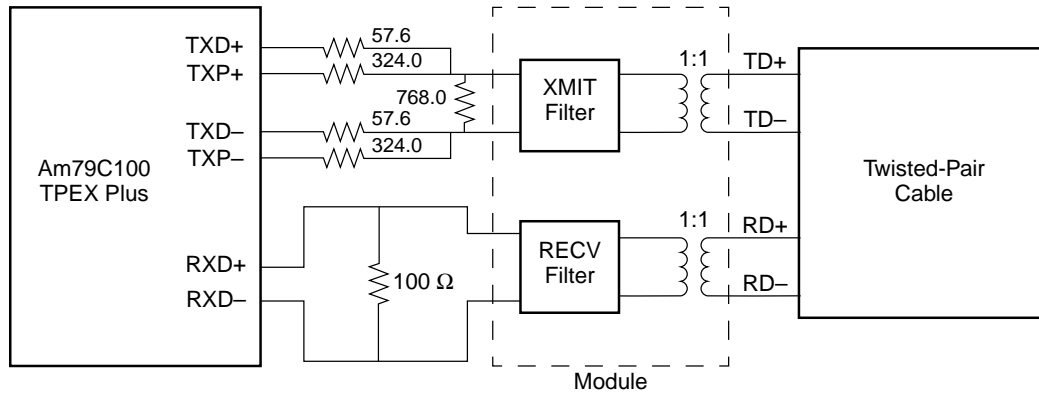 TXD+
57.6
TXP+
324.0
768.0
TXD–
57.6
TXP–
324.0
Am79C100
TPEX Plus
RXD+
RXD–
100 Ω
XMIT
Filter
1:1
TD+
TD–
RECV
Filter
1:1
RD+
RD–
Module
Twisted-Pair
Cable